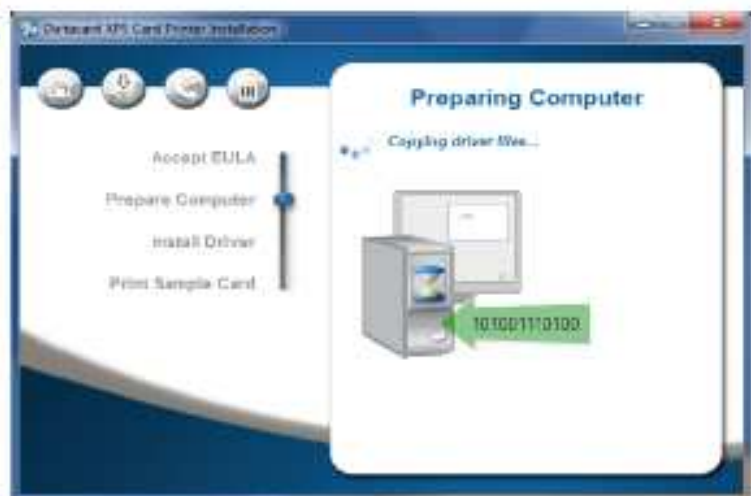 Datacard XPS Card Printer Installation
Preparing Computer
Copying driver files...
Accept EULA
Prepare Computer
Install Driver
Print Sample Card
101001110100